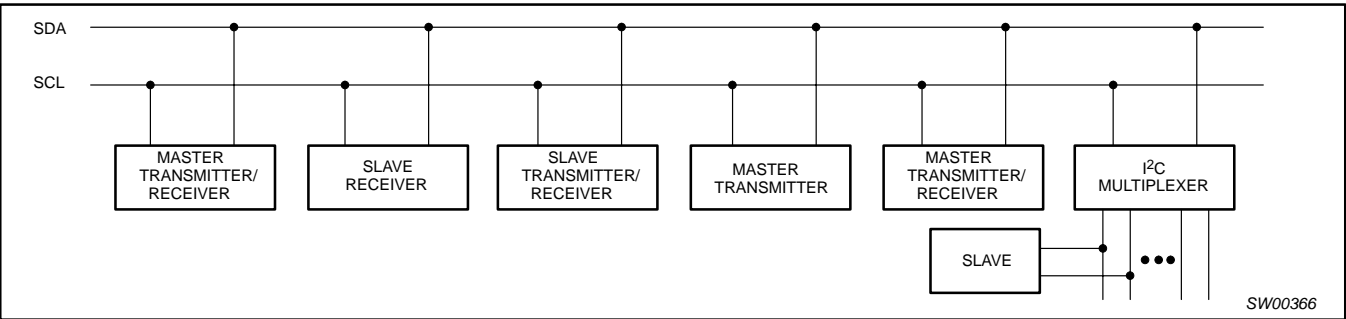 SDA
SCL
MASTER
TRANSMITTER/
RECEIVER
SLAVE
RECEIVER
SLAVE
TRANSMITTER/
RECEIVER
MASTER
TRANSMITTER
MASTER
TRANSMITTER/
RECEIVER
I²C
MULTIPLEXER
SLAVE
SW00366